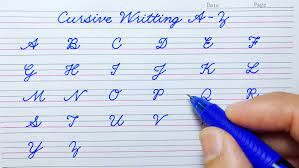 Date Page
Cursive Writting A-Z
A B C D E F
G H I J K L
M N O P Q R
S T U V
Y Z